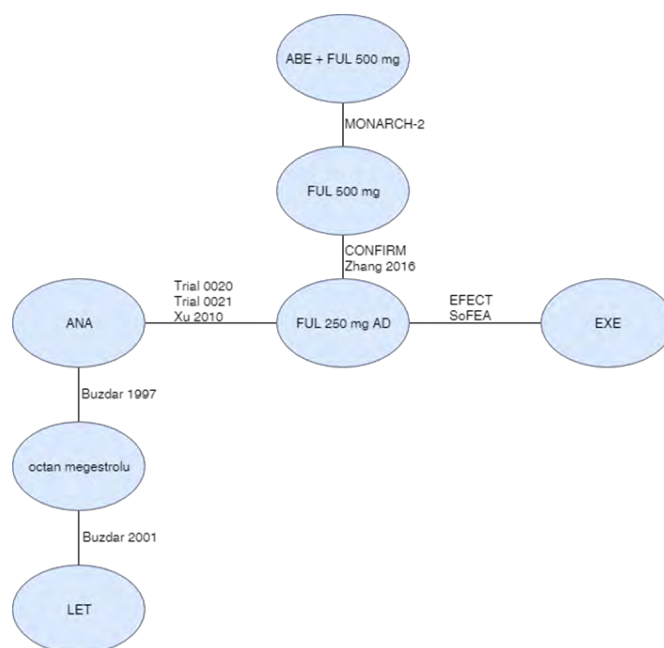 ABE + FUL 500 mg
MONARCH-2
FUL 500 mg
CONFIRM
Zhang 2016
Trial 0020
Trial 0021
Xu 2010
EFECT
SoFEA
ANA
FUL 250 mg AD
EXE
Buzdar 1997
octan megestrolu
Buzdar 2001
LET